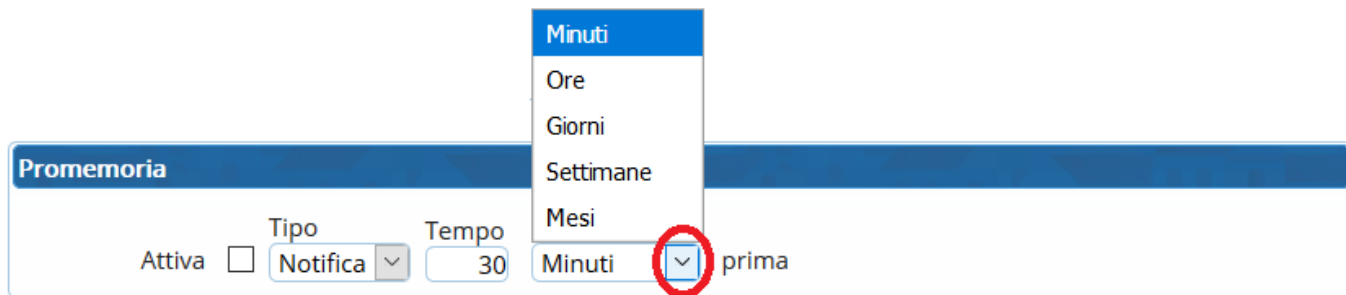 Minuti
Ore
Giorni
Settimane
Mesi
Promemoria
Tipo Tempo
Attiva Notifica 30 Minuti prima